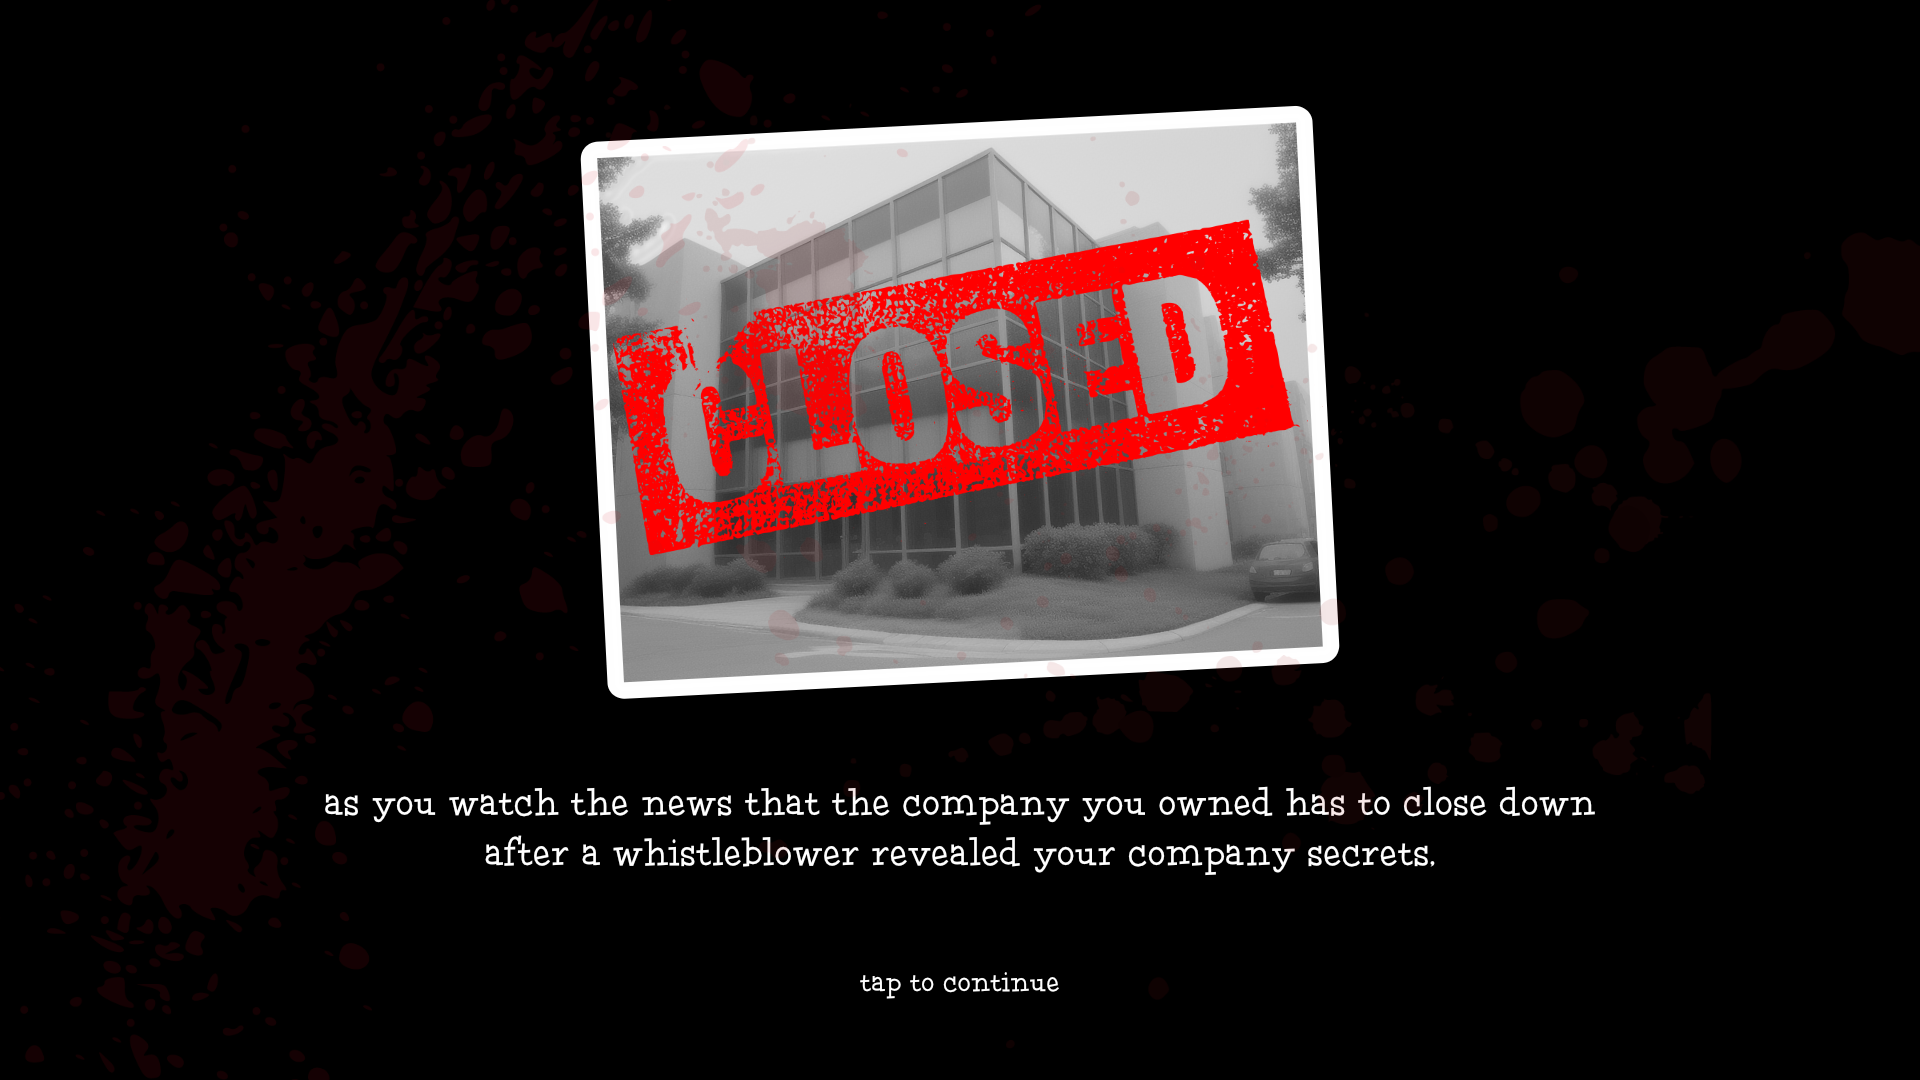 CLOSED
as you watch the news that the company you owned has to close down
after a whistleblower revealed your company secrets.
tap to continue